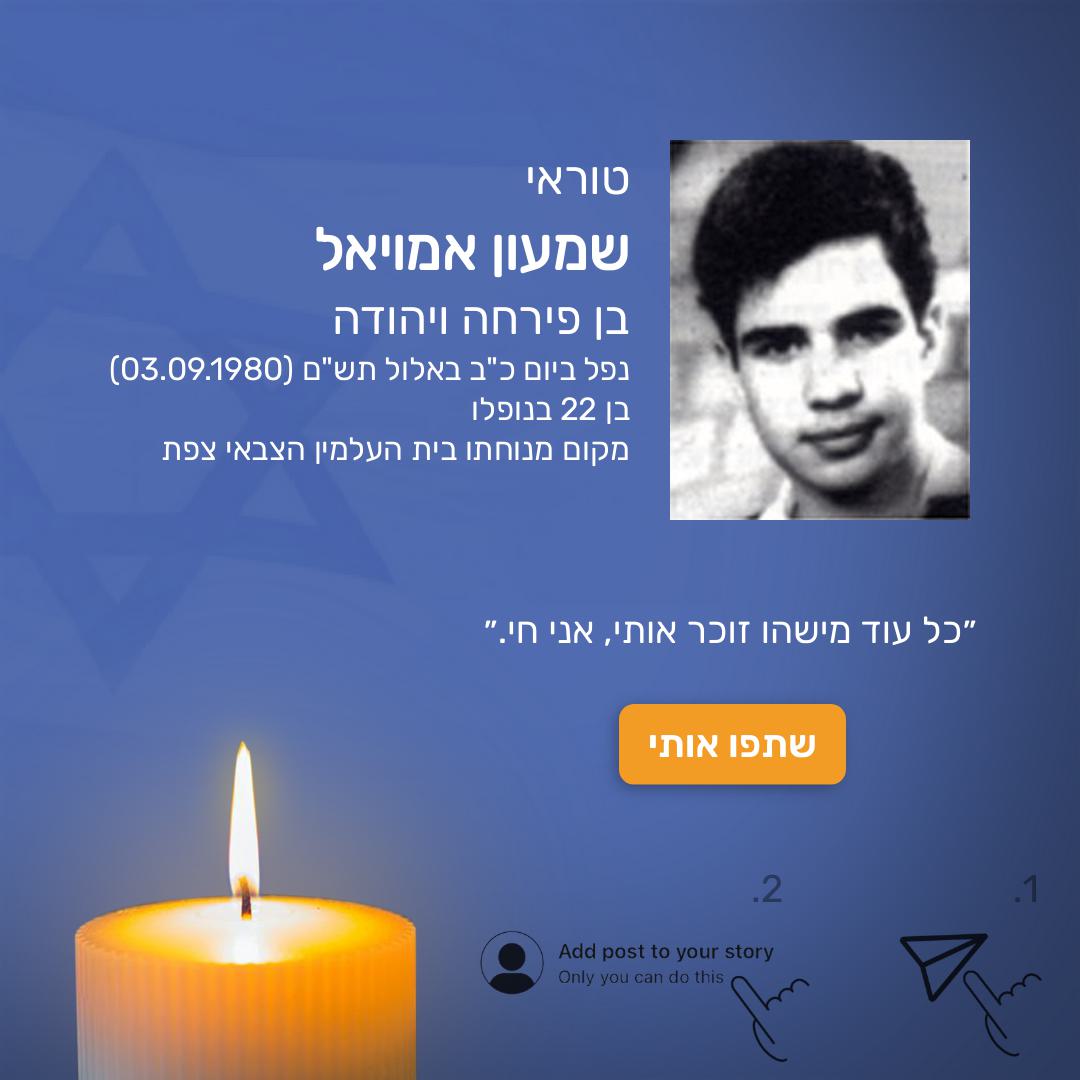 טוראי
שמעון אמויאל
בן פירחה ויהודה
נפל ביום כ"ב באלול תש"ם (03.09.1980)
בן 22 בנופלו
מקום מנוחתו בית העלמין הצבאי צפת
״כל עוד מישהו זוכר אותי, אני חי.״
שתפו אותי
1.
2.
Add post to your story
Only you can do this